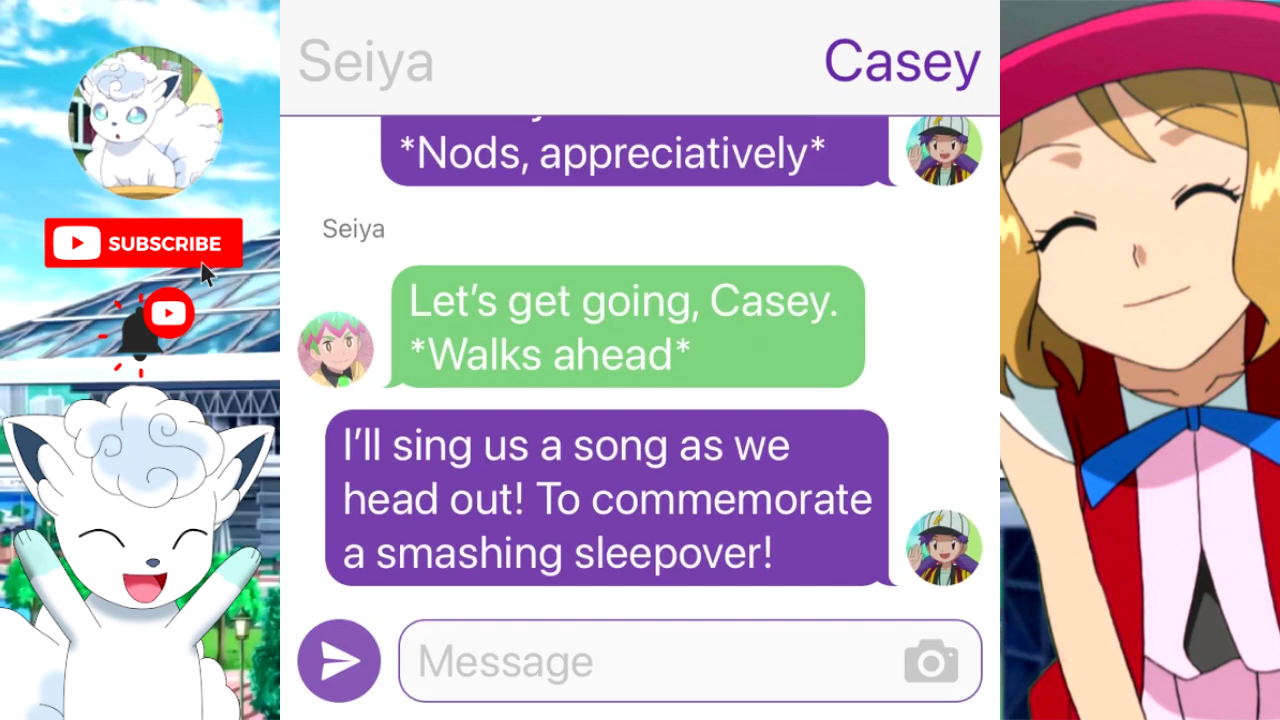 Seiya
Casey
*Nods, appreciatively*
Seiya
Let's get going, Casey.
*Walks ahead*
I'll sing us a song as we
head out! To commemorate
a smashing sleepover!
Message
SUBSCRIBE